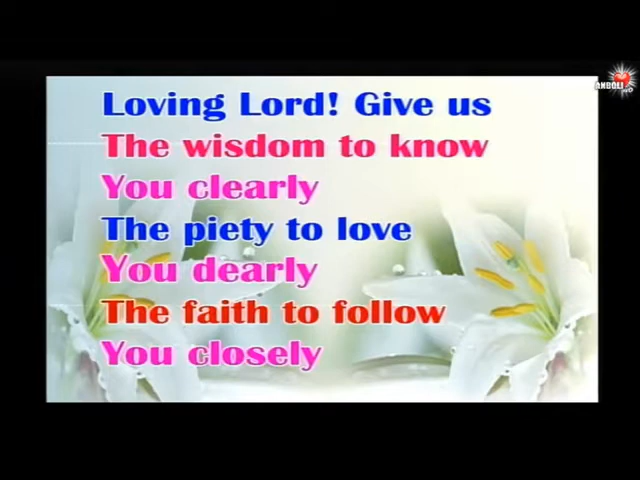 Loving Lord! Give us
The wisdom to know
You clearly
The piety to love
You dearly
The faith to follow
You closely
ANBOLI